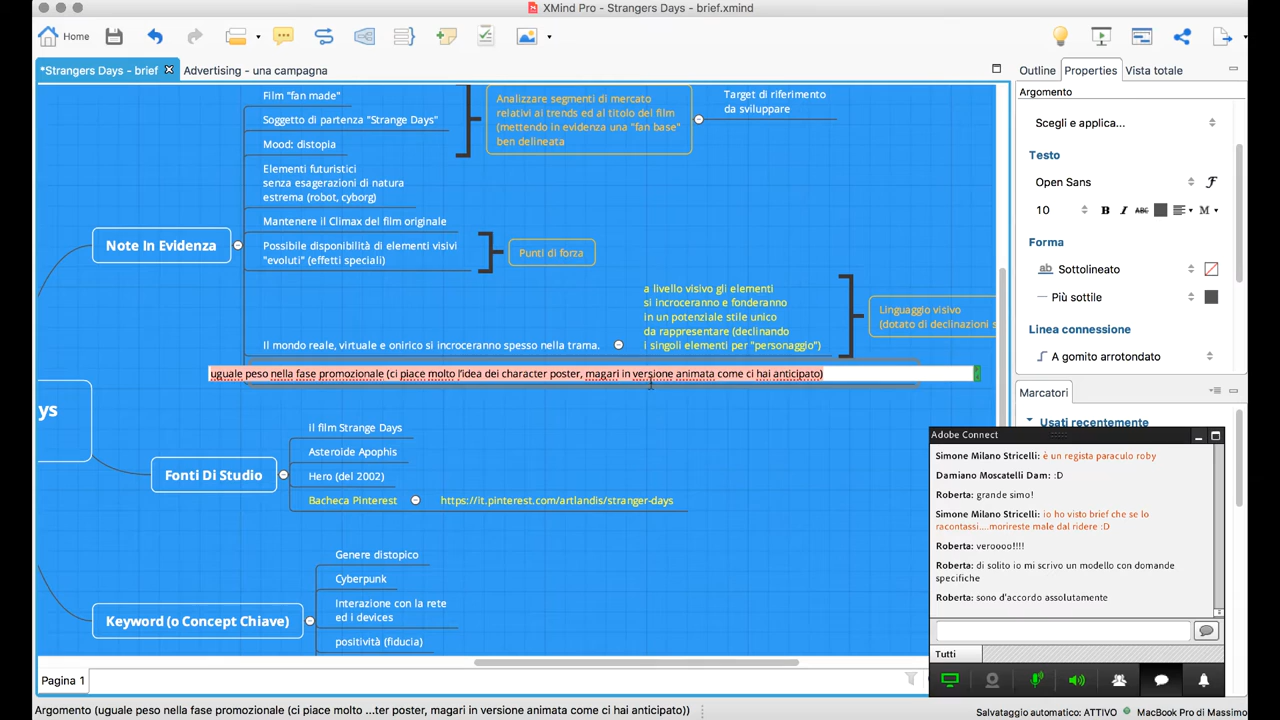 XMind Pro - Strangers Days - brief.xmind
Home
*Strangers Days - brief
Advertising - una campagna
Outline
Properties
Vista totale
Argomento
Scegli e applica...
Testo
Open Sans
10
B I ABC M
Forma
ab Sottolineato
Più sottile
Linea connessione
A gomito arrotondato
Marcatori
Usati recentemente
Note In Evidenza
Film "fan made"
Soggetto di partenza "Strange Days"
Mood: distopia
Analizzare segmenti di mercato
relativi ai trends ed al titolo del film
(mettendo in evidenza una "fan base"
ben delineata
Target di riferimento
da sviluppare
Elementi futuristici
senza esagerazioni di natura
estrema (robot, cyborg)
Mantenere il Climax del film originale
Possibile disponibilità di elementi visivi
"evoluti" (effetti speciali)
Punti di forza
Il mondo reale, virtuale e onirico si incroceranno spesso nella trama.
a livello visivo gli elementi
si incroceranno e fonderanno
in un potenziale stile unico
da rappresentare (declinando
i singoli elementi per "personaggio")
Linguaggio visivo
(dotato di declinazioni s
uguale peso nella fase promozionale (ci piace molto l'idea dei character poster, magari in versione animata come ci hai anticipato)
ys
Fonti Di Studio
il film Strange Days
Asteroide Apophis
Hero (del 2002)
Bacheca Pinterest
https://it.pinterest.com/artlandis/stranger-days
Keyword (o Concept Chiave)
Genere distopico
Cyberpunk
Interazione con la rete
ed i devices
positività (fiducia)
Adobe Connect
Simone Milano Stricelli: è un regista paraculo roby
Damiano Moscatelli Dam: :D
Roberta: grande simo!
Simone Milano Stricelli: io ho visto brief che se lo
racontassi....morireste male dal ridere :D
Roberta: veroooo!!!!
Roberta: di solito io mi scrivo un modello con domande
specifiche
Roberta: sono d'accordo assolutamente
Tutti
Pagina 1
Argomento (uguale peso nella fase promozionale (ci piace molto ...ter poster, magari in versione animata come ci hai anticipato))
Salvataggio automatico: ATTIVO
MacBook Pro di Massimo